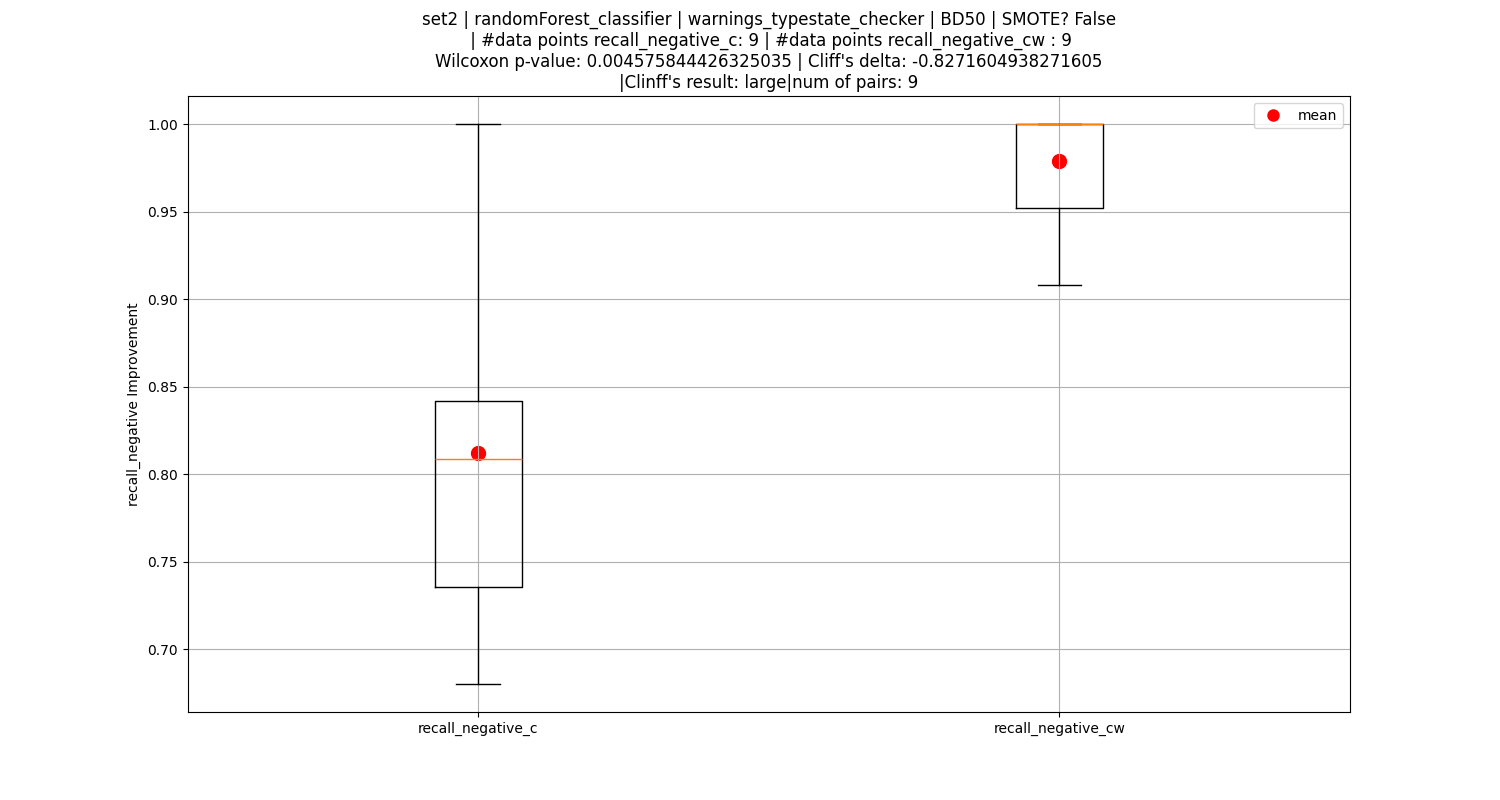 set2 | randomForest_classifier | warnings_typestate_checker | BD50 | SMOTE? False
| #data points recall_negative_c: 9 | #data points recall_negative_cw : 9
Wilcoxon p-value: 0.004575844426325035 | Cliff's delta: -0.8271604938271605
|Clinff's result: large|num of pairs: 9
mean
1.00
0.95
0.90
0.85
0.80
0.75
0.70
recall_negative Improvement
recall_negative_c
recall_negative_cw